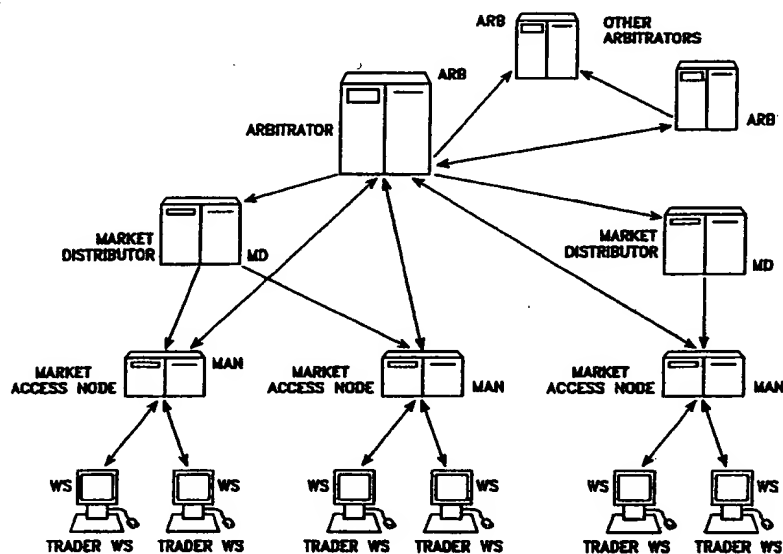 ARB
OTHER
ARBITRATORS
ARB
ARBITRATOR
ARB
MARKET
DISTRIBUTOR
MD
MARKET
DISTRIBUTOR
MD
MARKET
ACCESS NODE
MAN
MARKET
ACCESS NODE
MAN
MARKET
ACCESS NODE
MAN
WS
WS
WS
WS
WS
WS
TRADER WS
TRADER WS
TRADER WS
TRADER WS
TRADER WS
TRADER WS